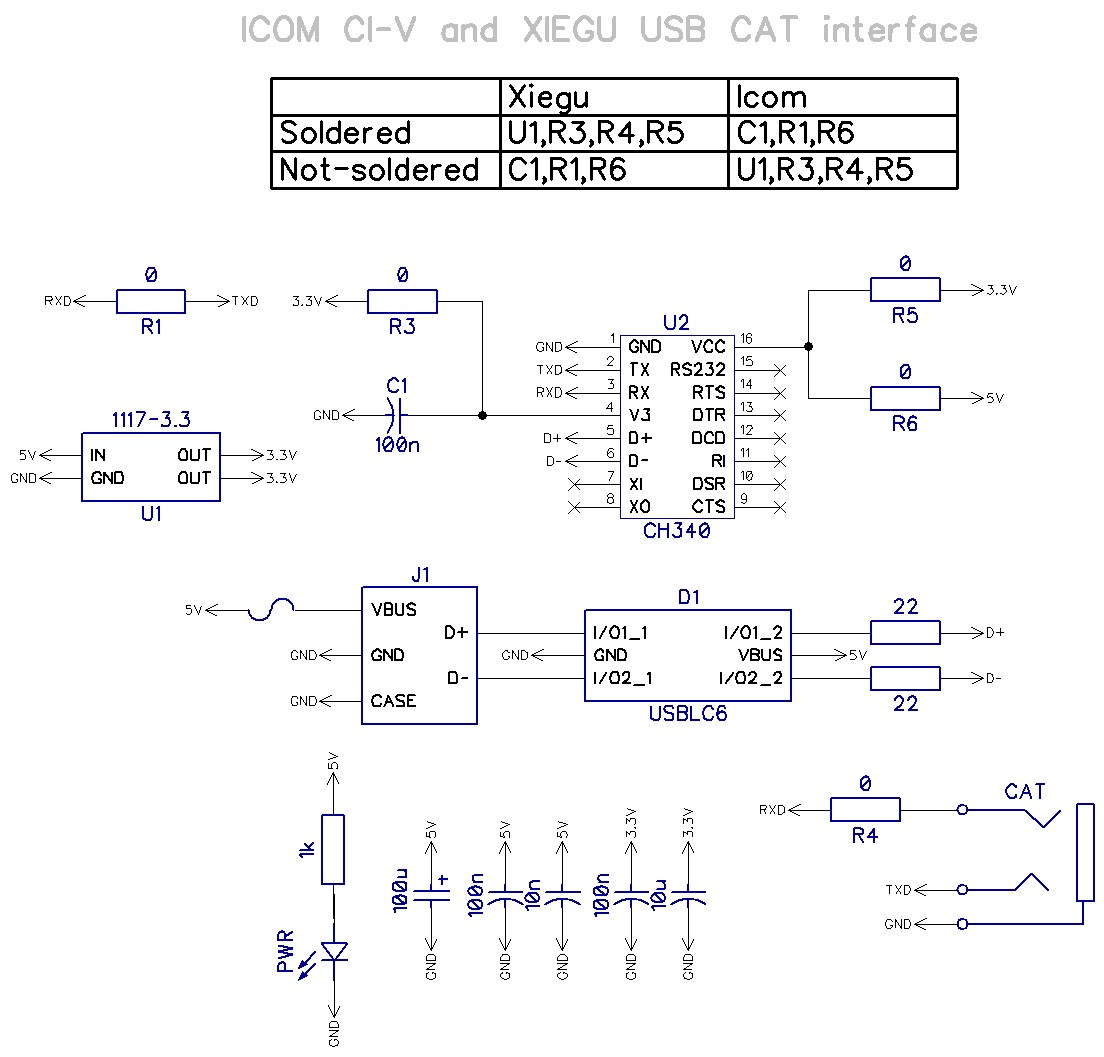 ICOM CI-V and XIEGU USB CAT interface
Xiegu Icom
Soldered U1,R3,R4,R5 C1,R1,R6
Not-soldered C1,R1,R6 U1,R3,R4,R5
0
RXD TXD
R1
0
3.3V
R3
C1
GND
100n
1117-3.3
5V IN OUT 3.3V
GND GND OUT 3.3V
U1
U2
GND 1 GND VCC 16
TXD 2 TX RS232 15
RXD 3 RX RTS 14
4 V3 DTR 13
D+ 5 D+ DCD 12
D- 6 D- RI 11
7 XI DSR 10
8 XO CTS 9
CH340
0
3.3V
R5
0
5V
R6
J1
5V VBUS
D+
GND GND
D-
GND CASE
D1
I/O1_1 I/O1_2
GND GND VBUS 5V
I/O2_1 I/O2_2
USBLC6
22
D+
D-
22
5V
1k
PWR
GND
5V
100u +
GND
5V
100n
GND
5V
10n
GND
3.3V
100n
GND
3.3V
10u
GND
0
RXD
R4
CAT
TXD
GND